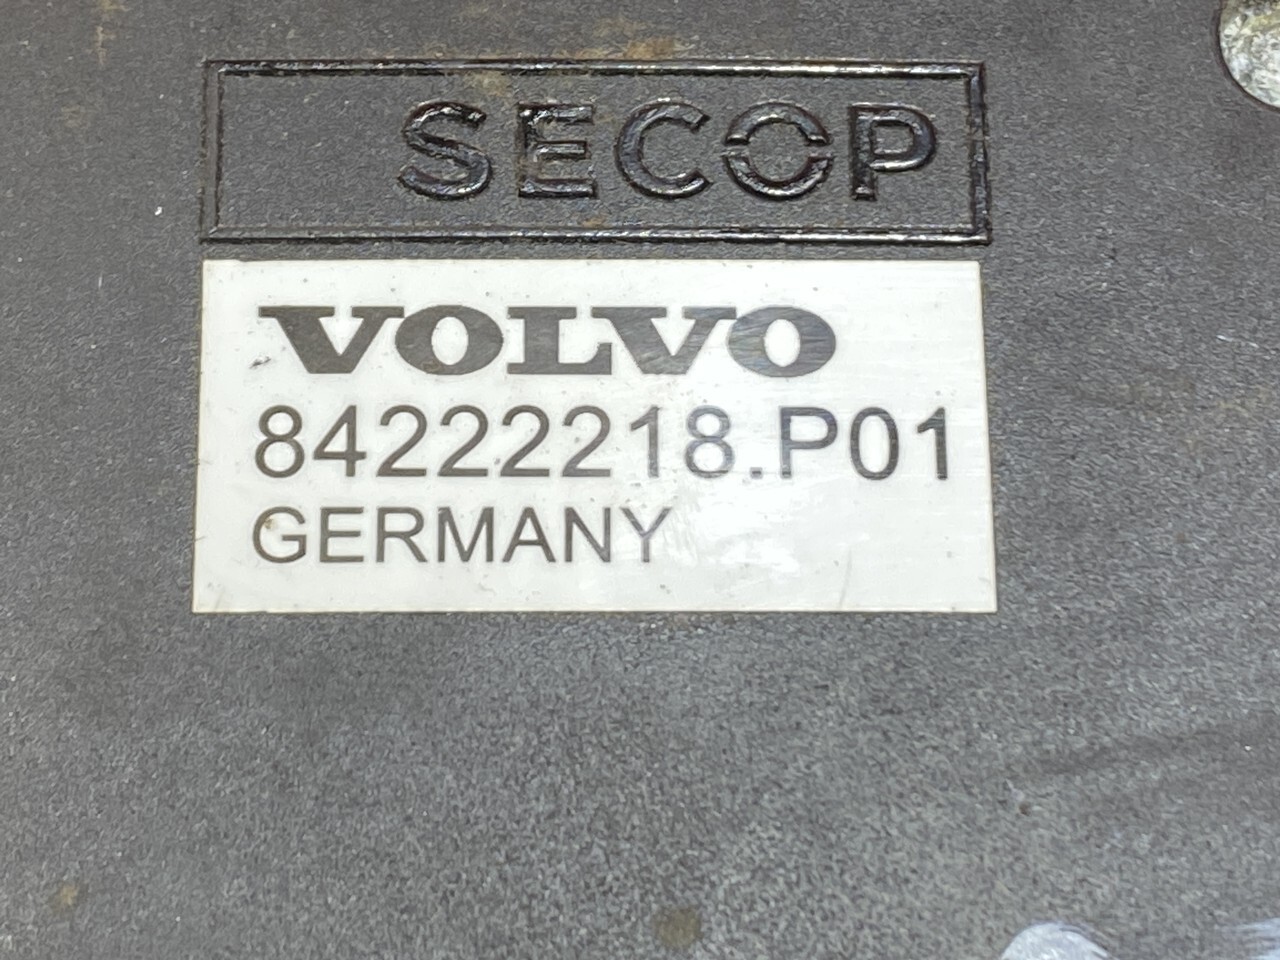 SECOP
VOLVO
84222218.P01
GERMANY